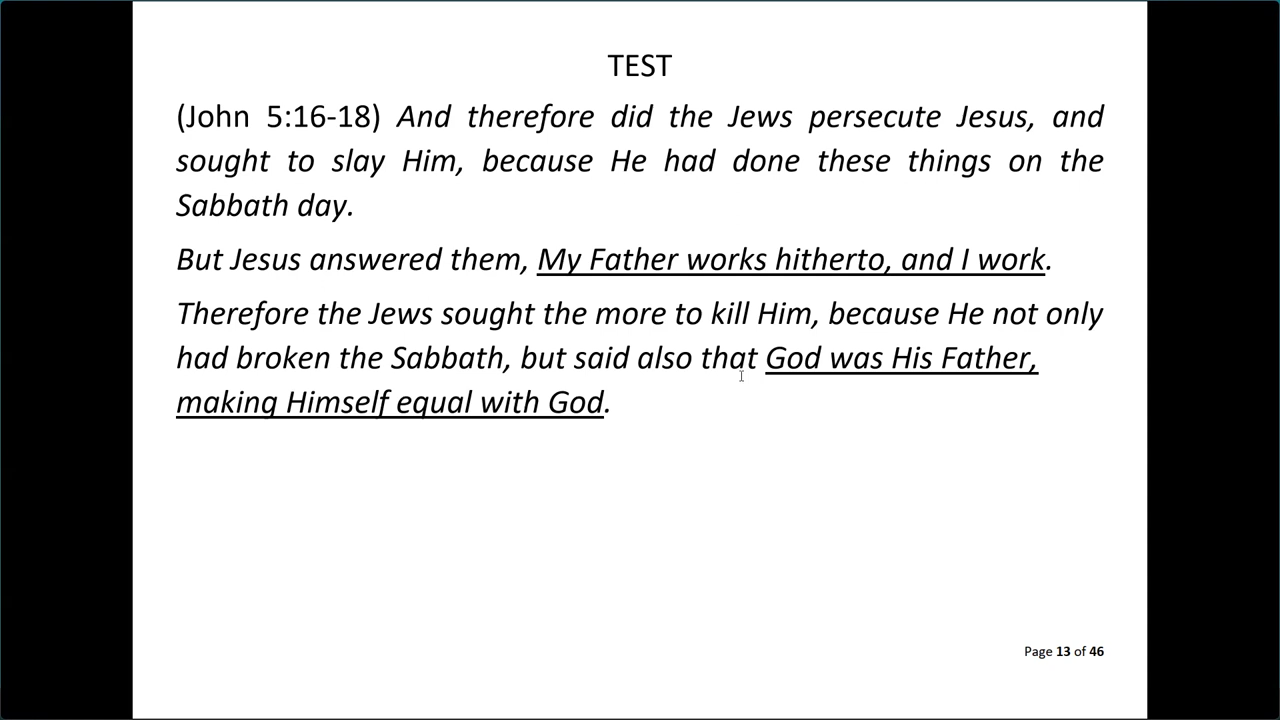 TEST
(John 5:16-18) And therefore did the Jews persecute Jesus, and
sought to slay Him, because He had done these things on the
Sabbath day.
But Jesus answered them, My Father works hitherto, and I work.
Therefore the Jews sought the more to kill Him, because He not only
had broken the Sabbath, but said also that God was His Father,
making Himself equal with God.
Page 13 of 46